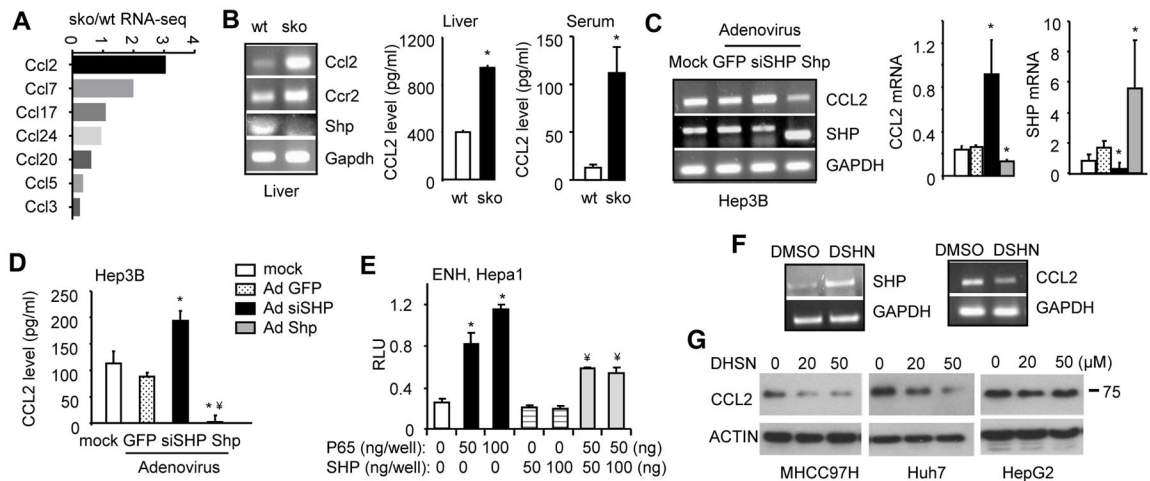 A
sko/wt RNA-seq
0 1 2 3 4
Ccl2
Ccl7
Ccl17
Ccl24
Ccl20
Ccl5
Ccl3
B
wt sko
Ccl2
Ccr2
Shp
Gapdh
Liver
Liver
CCL2 level (pg/ml)
1200
800
400
0
*
wt sko
Serum
CCL2 level (pg/ml)
150
100
50
0
*
wt sko
C
Adenovirus
Mock GFP siSHP Shp
CCL2
SHP
GAPDH
Hep3B
CCL2 mRNA
1.2
0.8
0.4
0
*
*
SHP mRNA
10
8
6
4
2
0
*
*
D
Hep3B
CCL2 level (pg/ml)
250
200
150
100
50
0
*
* ¥
mock GFP siSHP Shp
Adenovirus
mock
Ad GFP
Ad siSHP
Ad Shp
E
ENH, Hepa1
RLU
1.2
0.8
0.4
0
*
*
¥
¥
P65 (ng/well): 0 50 100 0 0 50 50 (ng)
SHP (ng/well): 0 0 0 50 100 50 100 (ng)
F
DMSO DSHN
SHP
GAPDH
DMSO DSHN
CCL2
GAPDH
G
DHSN 0 20 50 0 20 50 0 20 50 (µM)
CCL2
75
ACTIN
MHCC97H Huh7 HepG2